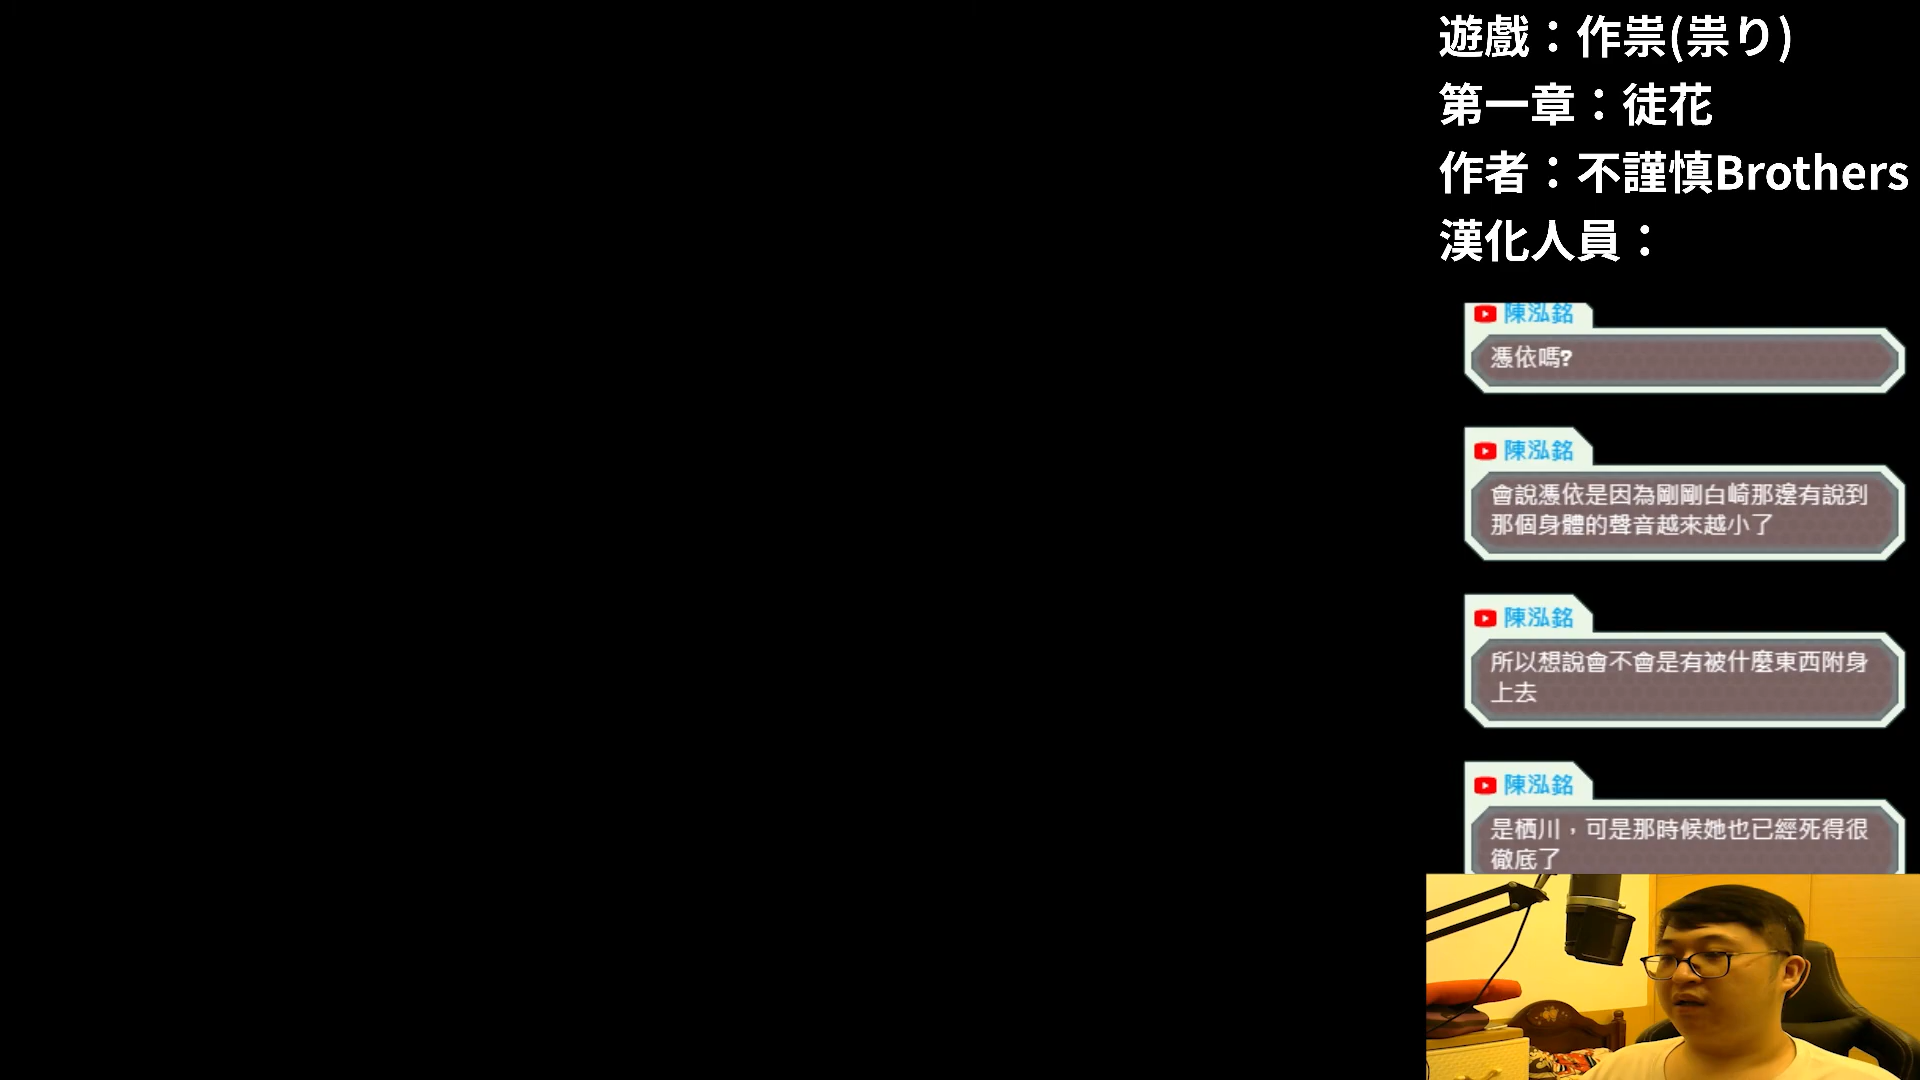 遊戲：作祟(祟り)
第一章：徒花
作者：不謹慎Brothers
漢化人員：
陳泓銘
憑依嗎?
陳泓銘
會說憑依是因為剛剛白崎那邊有說到
那個身體的聲音越來越小了
陳泓銘
所以想說會不會是有被什麼東西附身
上去
陳泓銘
是栖川，可是那時候她也已經死得很
徹底了